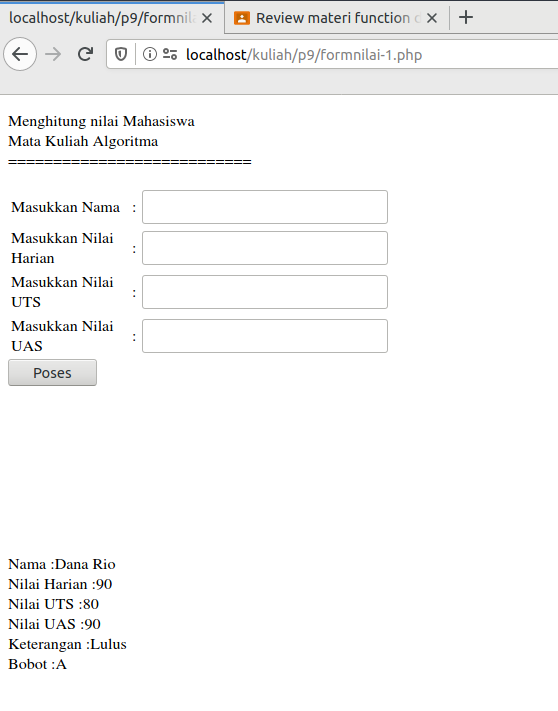 localhost/kuliah/p9/formnil
Review materi function
localhost/kuliah/p9/formnilai-1.php
Menghitung nilai Mahasiswa
Mata Kuliah Algoritma
===========================
Masukkan Nama :
Masukkan Nilai
Harian :
Masukkan Nilai
UTS :
Masukkan Nilai
UAS :
Poses
Nama :Dana Rio
Nilai Harian :90
Nilai UTS :80
Nilai UAS :90
Keterangan :Lulus
Bobot :A